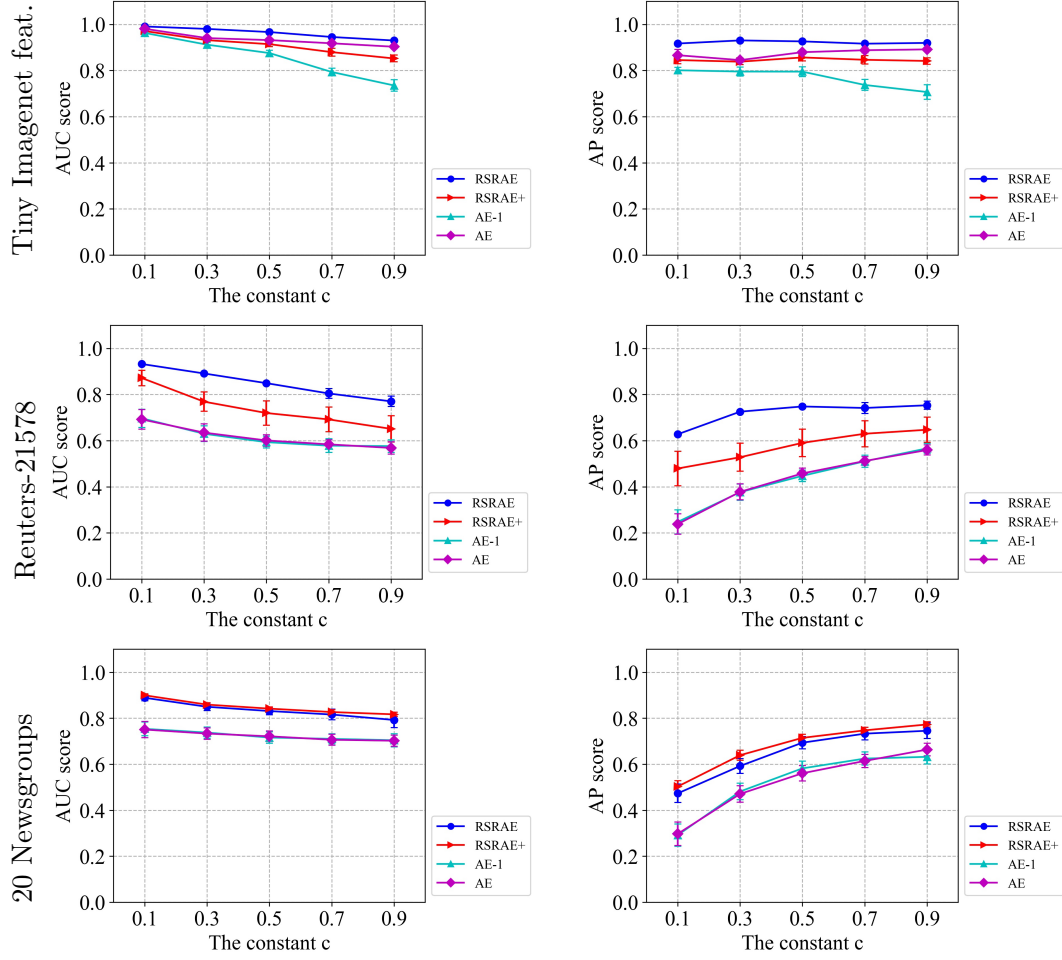 Tiny Imagenet feat.
AUC score
1.0
0.8
0.6
0.4
0.2
0.0
0.1 0.3 0.5 0.7 0.9
The constant c
RSRAE
RSRAE+
AE-1
AE
AP score
1.0
0.8
0.6
0.4
0.2
0.0
0.1 0.3 0.5 0.7 0.9
The constant c
RSRAE
RSRAE+
AE-1
AE
Reuters-21578
AUC score
1.0
0.8
0.6
0.4
0.2
0.0
0.1 0.3 0.5 0.7 0.9
The constant c
RSRAE
RSRAE+
AE-1
AE
AP score
1.0
0.8
0.6
0.4
0.2
0.0
0.1 0.3 0.5 0.7 0.9
The constant c
RSRAE
RSRAE+
AE-1
AE
20 Newsgroups
AUC score
1.0
0.8
0.6
0.4
0.2
0.0
0.1 0.3 0.5 0.7 0.9
The constant c
RSRAE
RSRAE+
AE-1
AE
AP score
1.0
0.8
0.6
0.4
0.2
0.0
0.1 0.3 0.5 0.7 0.9
The constant c
RSRAE
RSRAE+
AE-1
AE